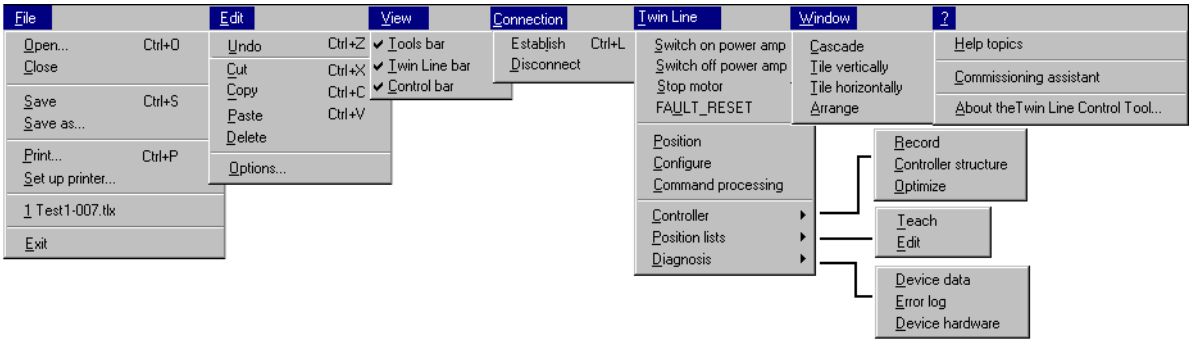 File
Open... Ctrl+O
Close
Save Ctrl+S
Save as...
Print... Ctrl+P
Set up printer...
1 Test1-007.tlx
Exit
Edit
Undo Ctrl+Z
Cut Ctrl+X
Copy Ctrl+C
Paste Ctrl+V
Delete
Options...
View
Tools bar
Twin Line bar
Control bar
Connection
Establish Ctrl+L
Disconnect
Twin Line
Switch on power amp
Switch off power amp
Stop motor
FAULT_RESET
Position
Configure
Command processing
Controller
Position lists
Diagnosis
Record
Controller structure
Optimize
Teach
Edit
Device data
Error log
Device hardware
Window
Cascade
Tile vertically
Tile horizontally
Arrange
?
Help topics
Commissioning assistant
About theTwin Line Control Tool...